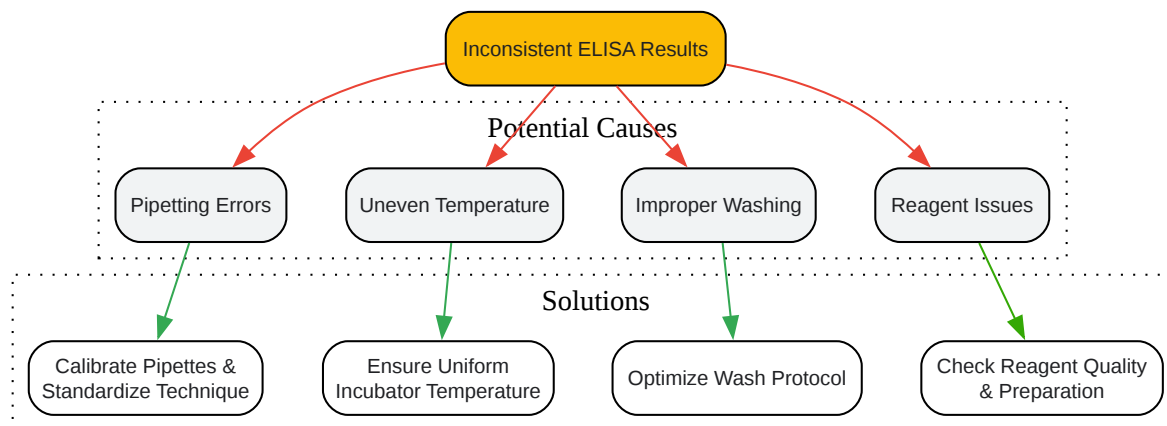 Inconsistent ELISA Results
Potential Causes
Pipetting Errors
Uneven Temperature
Improper Washing
Reagent Issues
Solutions
Calibrate Pipettes &
Standardize Technique
Ensure Uniform
Incubator Temperature
Optimize Wash Protocol
Check Reagent Quality
& Preparation